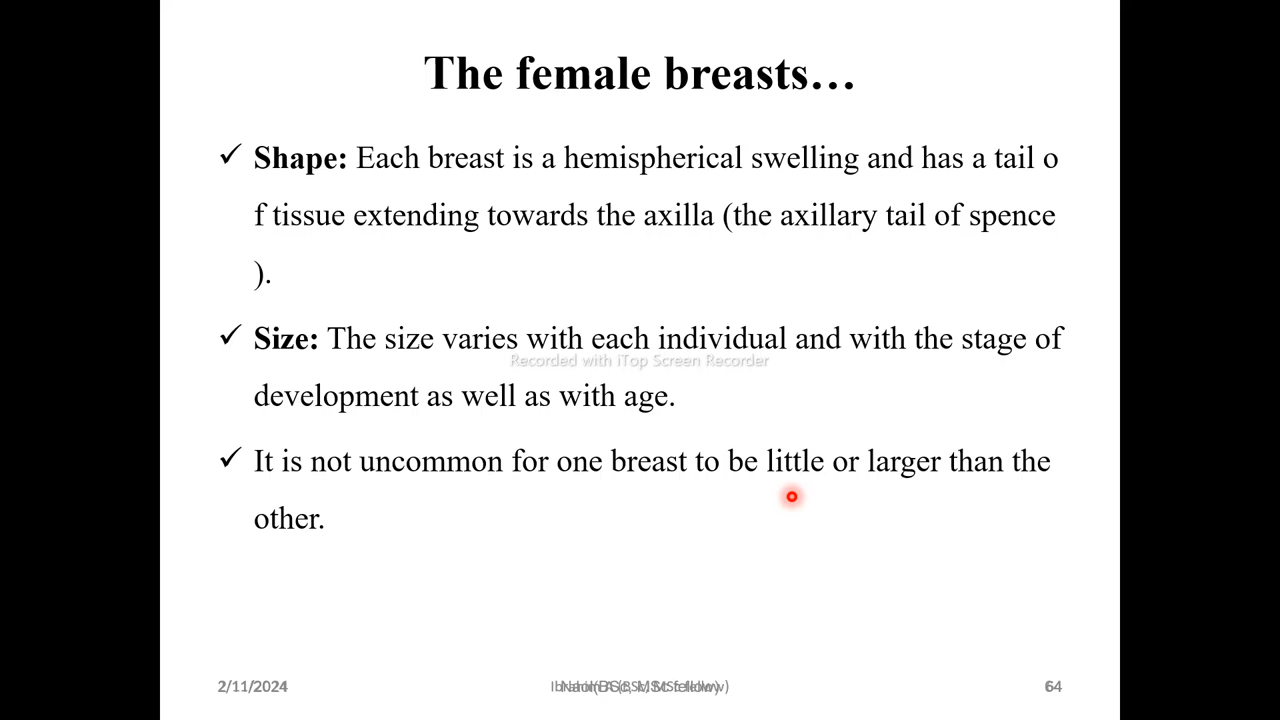 The female breasts…
✓ Shape: Each breast is a hemispherical swelling and has a tail o
f tissue extending towards the axilla (the axillary tail of spence
).
✓ Size: The size varies with each individual and with the stage of
Recorded with iTop Screen Recorder
development as well as with age.
✓ It is not uncommon for one breast to be little or larger than the
other.
2/11/2024
64